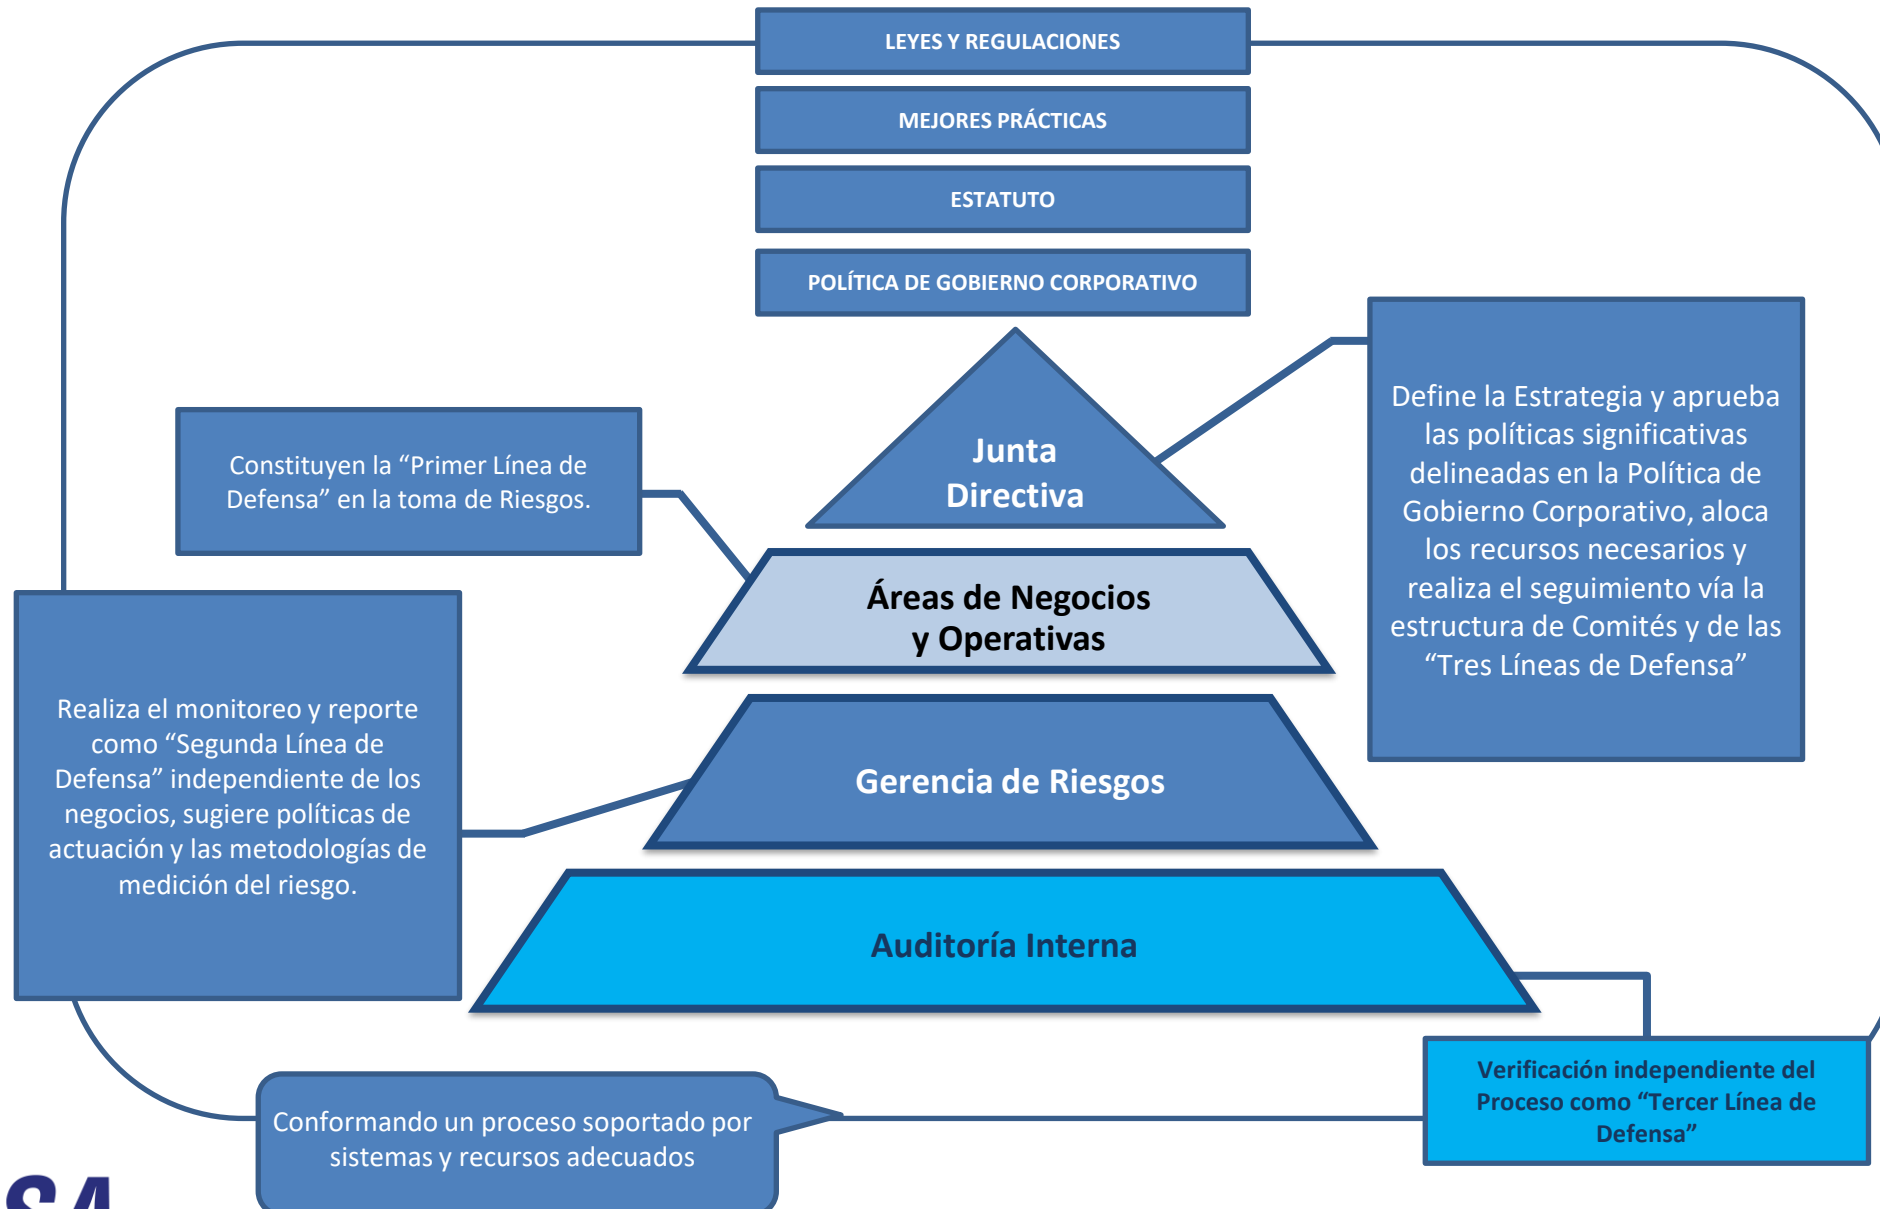 LEYES Y REGULACIONES
MEJORES PRÁCTICAS
ESTATUTO
POLÍTICA DE GOBIERNO CORPORATIVO
Junta
Directiva
Define la Estrategia y aprueba
las políticas significativas
delineadas en la Política de
Gobierno Corporativo, aloca
los recursos necesarios y
realiza el seguimiento vía la
estructura de Comités y de las
“Tres Líneas de Defensa”
Constituyen la “Primer Línea de
Defensa” en la toma de Riesgos.
Áreas de Negocios
y Operativas
Realiza el monitoreo y reporte
como “Segunda Línea de
Defensa” independiente de los
negocios, sugiere políticas de
actuación y las metodologías de
medición del riesgo.
Gerencia de Riesgos
Auditoría Interna
Verificación independiente del
Proceso como “Tercer Línea de
Defensa”
Conformando un proceso soportado por
sistemas y recursos adecuados
SA